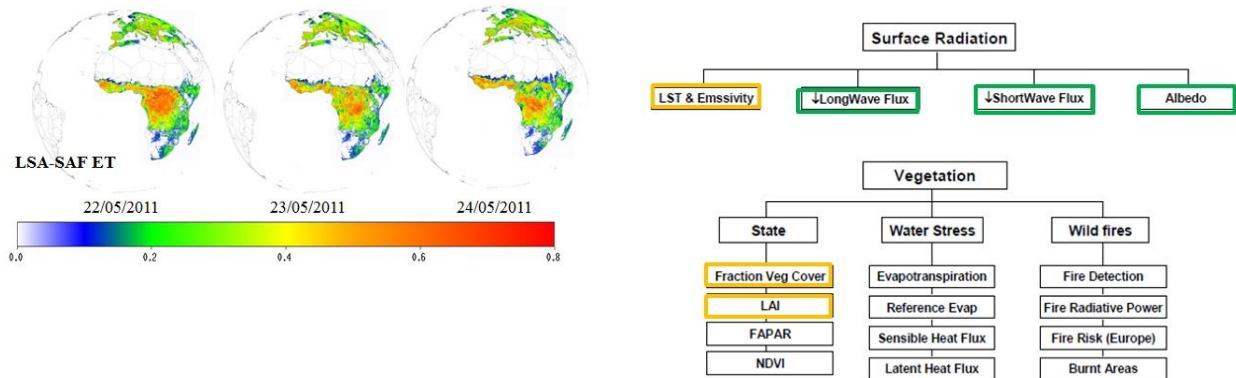 LSA-SAF ET
22/05/2011 23/05/2011 24/05/2011
0.0 0.2 0.4 0.6 0.8
Surface Radiation
LST & Emssivity ↓LongWave Flux ↓ShortWave Flux Albedo
Vegetation
State Water Stress Wild fires
Fraction Veg Cover Evapotranspiration Fire Detection
LAI Reference Evap Fire Radiative Power
FAPAR Sensible Heat Flux Fire Risk (Europe)
NDVI Latent Heat Flux Burnt Areas